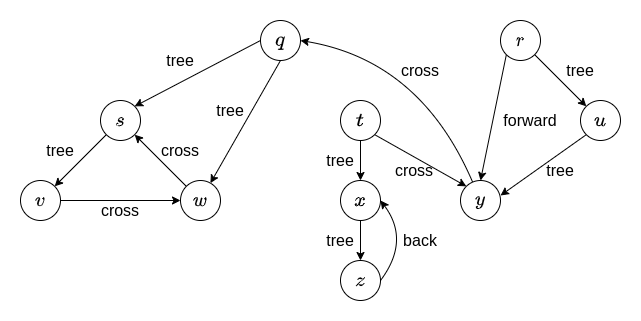 q
r
tree
tree
cross
tree
s
t
forward
u
tree
cross
tree
cross
tree
v
cross
w
x
y
tree
back
z